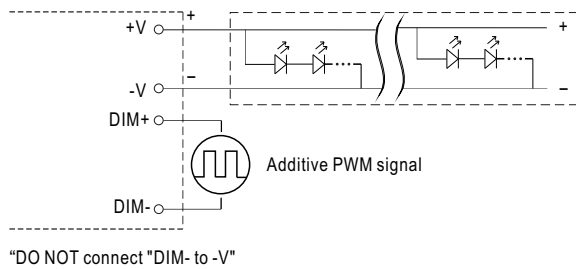 +
+V
+
−
-V
−
DIM+
Additive PWM signal
DIM-
“DO NOT connect "DIM- to -V"